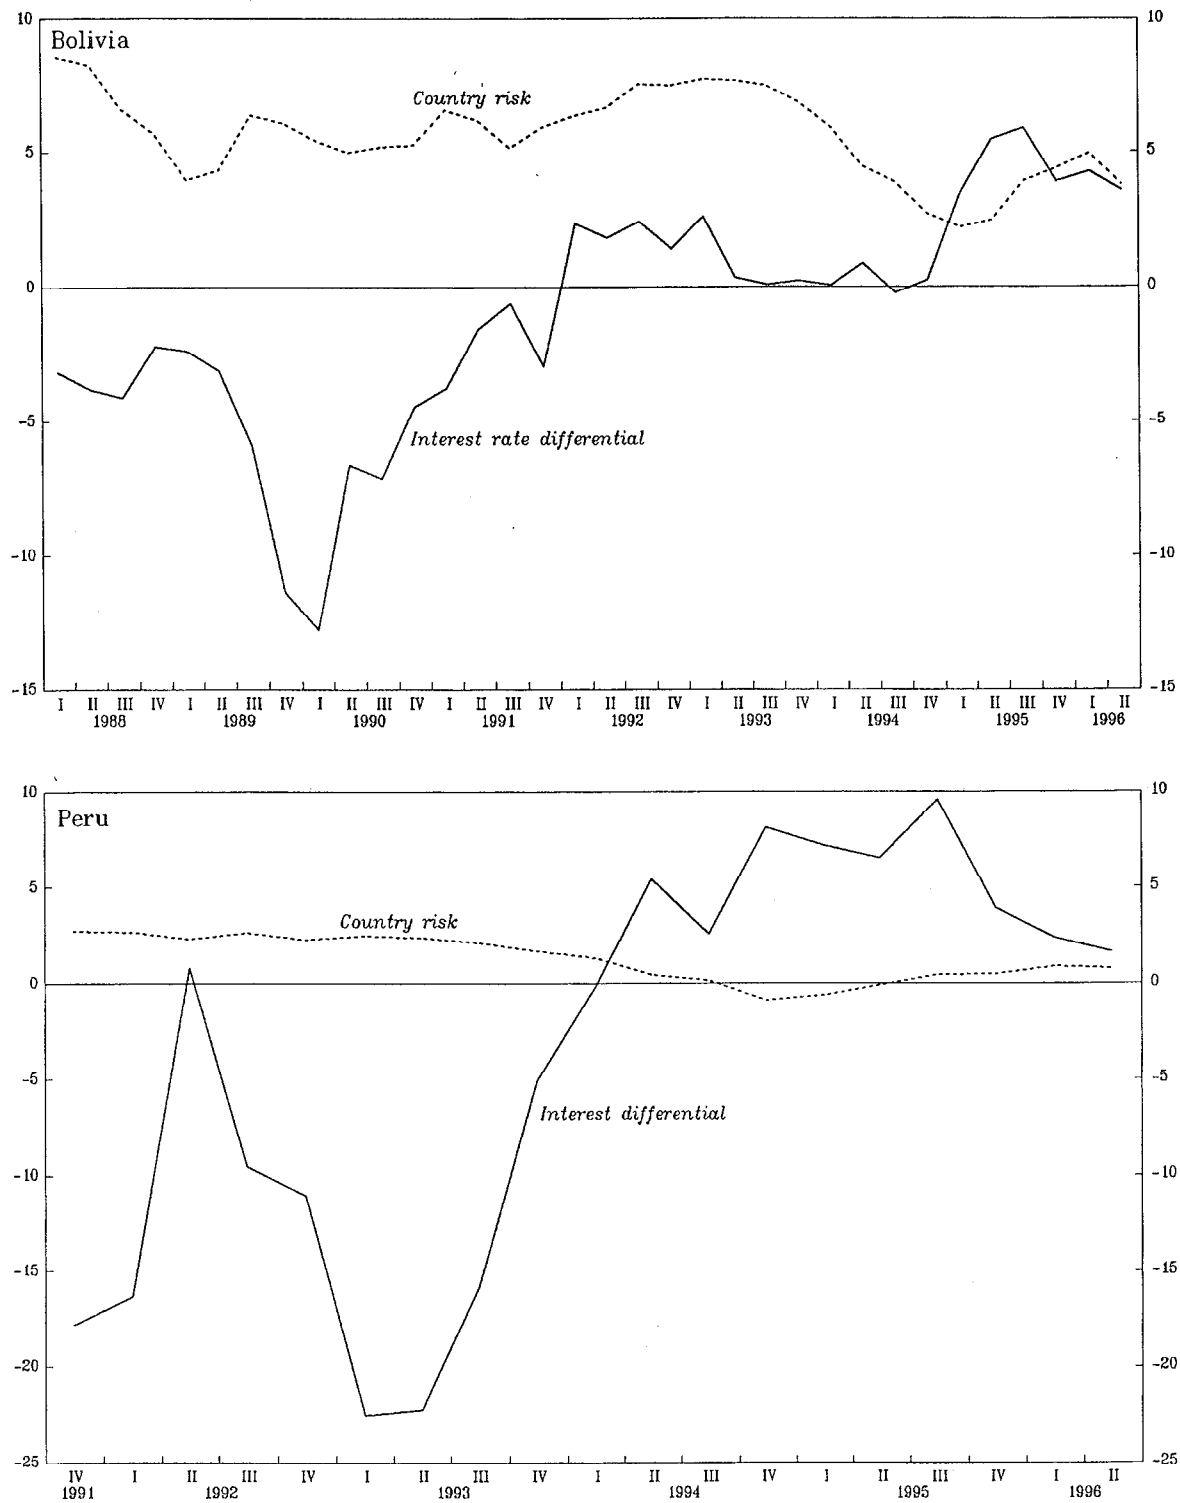 10 10
Bolivia
Country risk
5 5
0 0
-5 -5
Interest rate differential
-10 -10
-15 -15
I II III IV I II III IV I II III IV I II III IV I II III IV I II III IV I II III IV I II III IV I II
1988 1989 1990 1991 1992 1993 1994 1995 1996
10 10
Peru
5 5
Country risk
0 0
-5 -5
Interest differential
-10 -10
-15 -15
-20 -20
-25 -25
IV I II III IV I II III IV I II III IV I II III IV I II
1991 1992 1993 1994 1995 1996